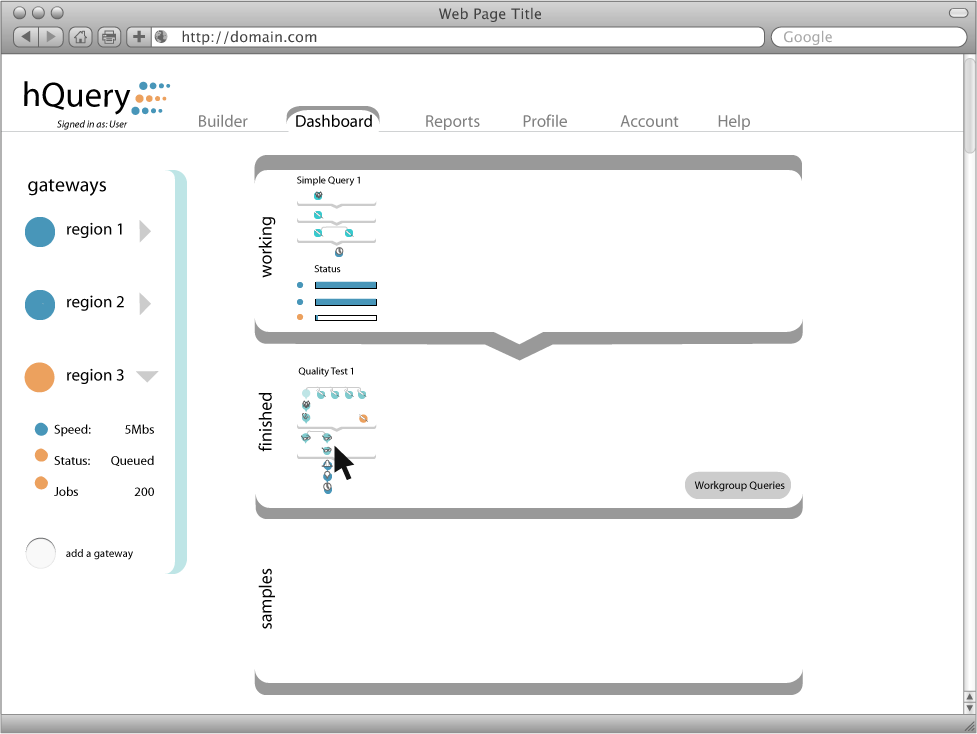 Web Page Title
http://domain.com
Google
hQuery
Signed in as: User
Builder
Dashboard
Reports
Profile
Account
Help
gateways
region 1
region 2
region 3
Speed: 5Mbs
Status: Queued
Jobs 200
add a gateway
working
Simple Query 1
Status
finished
Quality Test 1
Workgroup Queries
samples